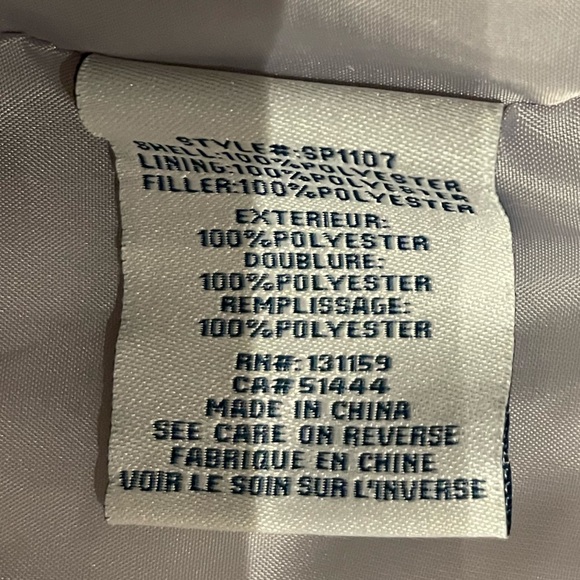 STYLE#:SP1107
SHELL:100%POLYESTER
LINING:100%POLYESTER
FILLER:100%POLYESTER
EXTERIEUR:
100%POLYESTER
DOUBLURE:
100%POLYESTER
REMPLISSAGE:
100%POLYESTER
RN#:131159
CA#51444
MADE IN CHINA
SEE CARE ON REVERSE
FABRIQUE EN CHINE
VOIR LE SOIN SUR L'INVERSE